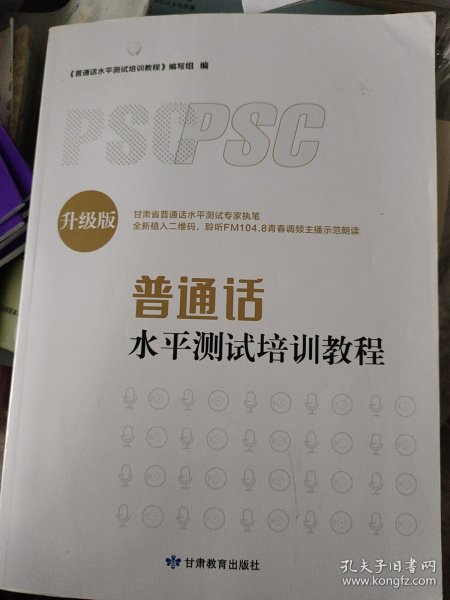 《普通话水平测试培训教程》编写组 编
PSC PSC
升级版
甘肃省普通话水平测试专家执笔
全新植入二维码，聆听FM104.8青春调频主播示范朗读
普通话
水平测试培训教程
甘肃教育出版社
孔夫子旧书网
www.kongfz.com